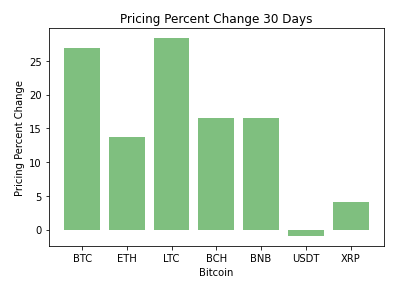 Pricing Percent Change 30 Days
Pricing Percent Change
25
20
15
10
5
0
BTC ETH LTC BCH BNB USDT XRP
Bitcoin